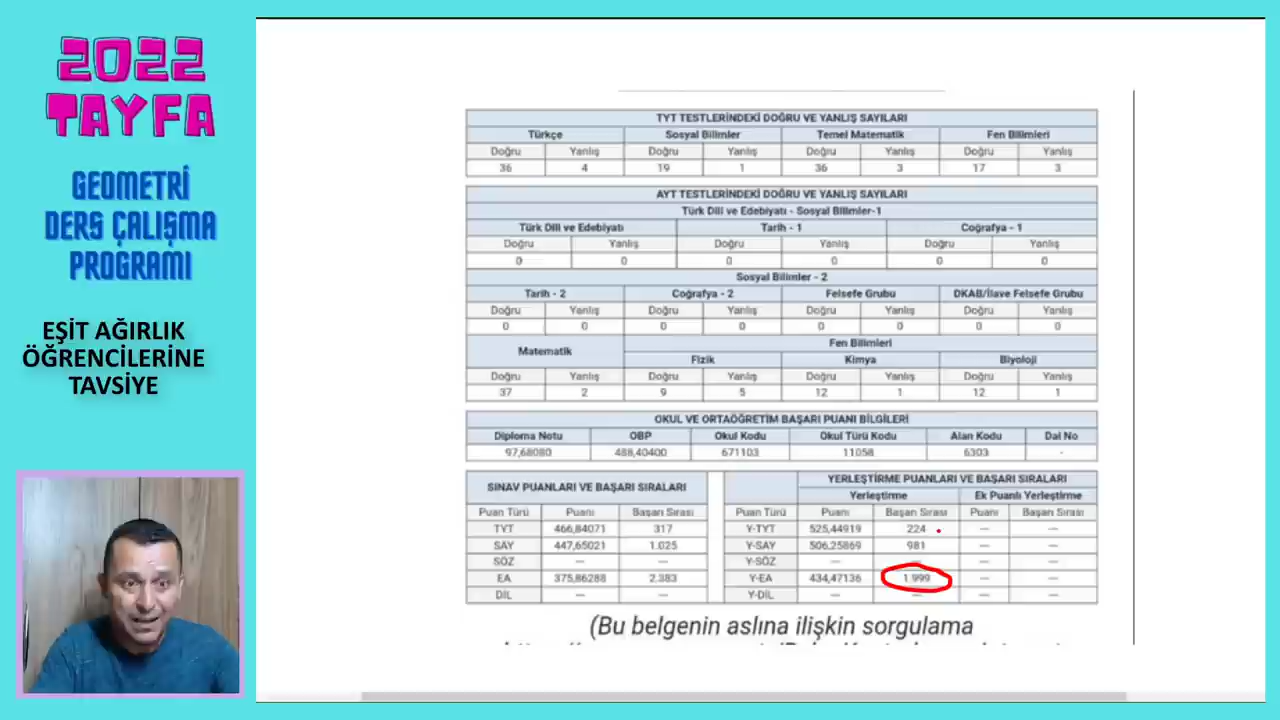 2022
TAYFA
GEOMETRİ
DERS ÇALIŞMA
PROGRAMI
EŞİT AĞIRLIK
ÖĞRENCİLERİNE
TAVSİYE
TYT TESTLERİNDEKİ DOĞRU VE YANLIŞ SAYILARI
Türkçe Sosyal Bilimler Temel Matematik Fen Bilimleri
Doğru Yanlış Doğru Yanlış Doğru Yanlış Doğru Yanlış
36 4 19 1 36 3 17 3
AYT TESTLERİNDEKİ DOĞRU VE YANLIŞ SAYILARI
Türk Dili ve Edebiyatı - Sosyal Bilimler-1
Türk Dili ve Edebiyatı Tarih - 1 Coğrafya - 1
Doğru Yanlış Doğru Yanlış Doğru Yanlış
0 0 0 0 0 0
Sosyal Bilimler - 2
Tarih - 2 Coğrafya - 2 Felsefe Grubu DKAB/İlave Felsefe Grubu
Doğru Yanlış Doğru Yanlış Doğru Yanlış Doğru Yanlış
0 0 0 0 0 0 0 0
Matematik Fen Bilimleri
Fizik Kimya Biyoloji
Doğru Yanlış Doğru Yanlış Doğru Yanlış Doğru Yanlış
37 2 9 5 12 1 12 1
OKUL VE ORTAÖĞRETİM BAŞARI PUANI BİLGİLERİ
Diploma Notu OBP Okul Kodu Okul Türü Kodu Alan Kodu Dal No
97,68080 488,40400 671103 11058 6303 -
SINAV PUANLARI VE BAŞARI SIRALARI
Puan Türü Puanı Başarı Sırası
TYT 466,84071 317
SAY 447,65021 1.025
SÖZ — —
EA 375,86288 2.383
DİL — —
YERLEŞTİRME PUANLARI VE BAŞARI SIRALARI
Yerleştirme Ek Puanlı Yerleştirme
Puan Türü Puanı Başarı Sırası Puanı Başarı Sırası
Y-TYT 525,44919 224 — —
Y-SAY 506,25869 981 — —
Y-SÖZ — — — —
Y-EA 434,47136 1.999 — —
Y-DİL — — — —
(Bu belgenin aslına ilişkin sorgulama